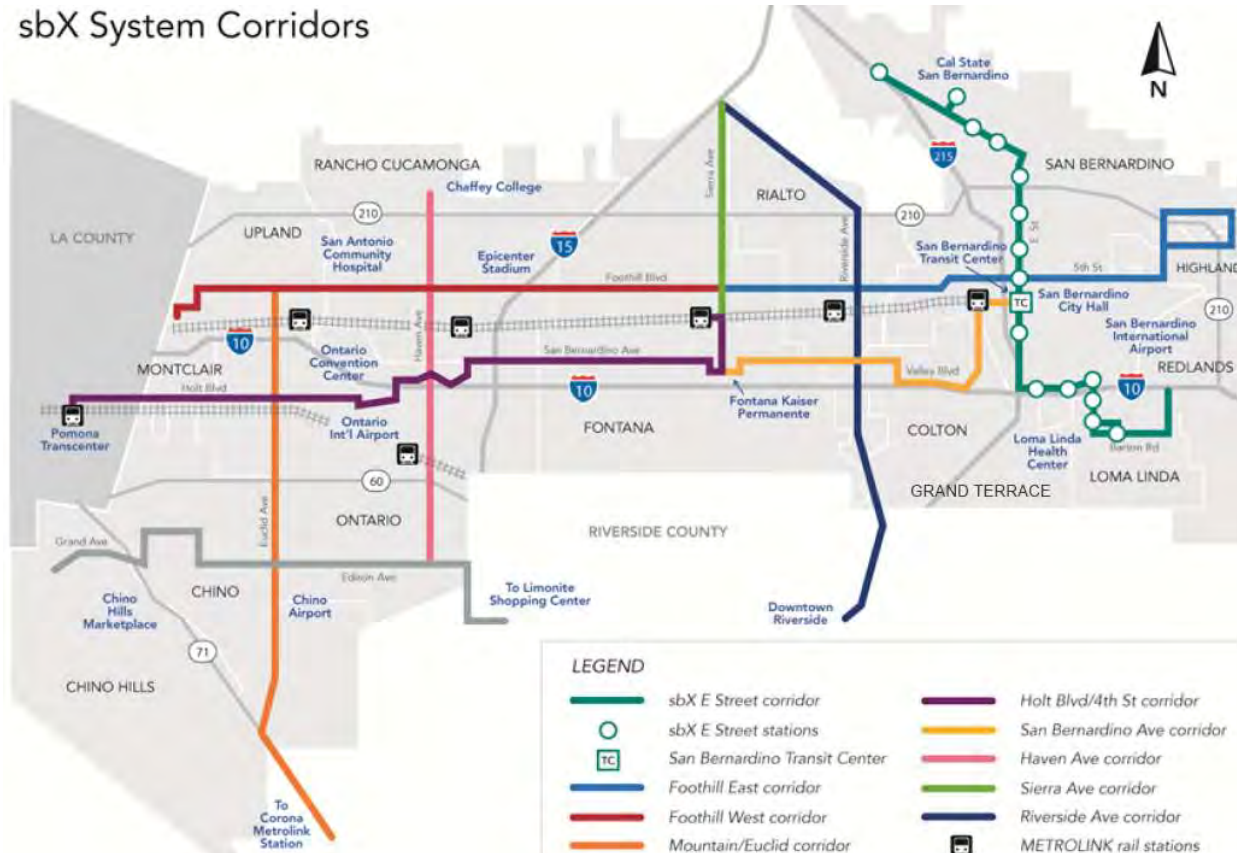 sbX System Corridors
N
Cal State
San Bernardino
215
SAN BERNARDINO
RANCHO CUCAMONGA
Chaffey College
Sierra Ave
RIALTO
LA COUNTY
UPLAND
210
San Antonio
Community
Hospital
Epicenter
Stadium
15
Riverside Ave
210
San Bernardino
Transit Center
E St
Foothill Blvd
5th St
HIGHLAND
TC
San Bernardino
City Hall
210
Haven Ave
10
Ontario
Convention
Center
San Bernardino Ave
San Bernardino
International
Airport
MONTCLAIR
Holt Blvd
10
Valley Blvd
REDLANDS
10
Fontana Kaiser
Permanente
Pomona
Transcenter
Ontario
Int'l Airport
FONTANA
COLTON
Loma Linda
Health
Center
Barton Rd
LOMA LINDA
60
GRAND TERRACE
ONTARIO
Euclid Ave
RIVERSIDE COUNTY
Grand Ave
Edison Ave
CHINO
Chino
Hills
Marketplace
Chino
Airport
To Limonite
Shopping Center
Downtown
Riverside
71
CHINO HILLS
To
Corona
Metrolink
Station
LEGEND
sbX E Street corridor
sbX E Street stations
TC San Bernardino Transit Center
Foothill East corridor
Foothill West corridor
Mountain/Euclid corridor
Holt Blvd/4th St corridor
San Bernardino Ave corridor
Haven Ave corridor
Sierra Ave corridor
Riverside Ave corridor
METROLINK rail stations